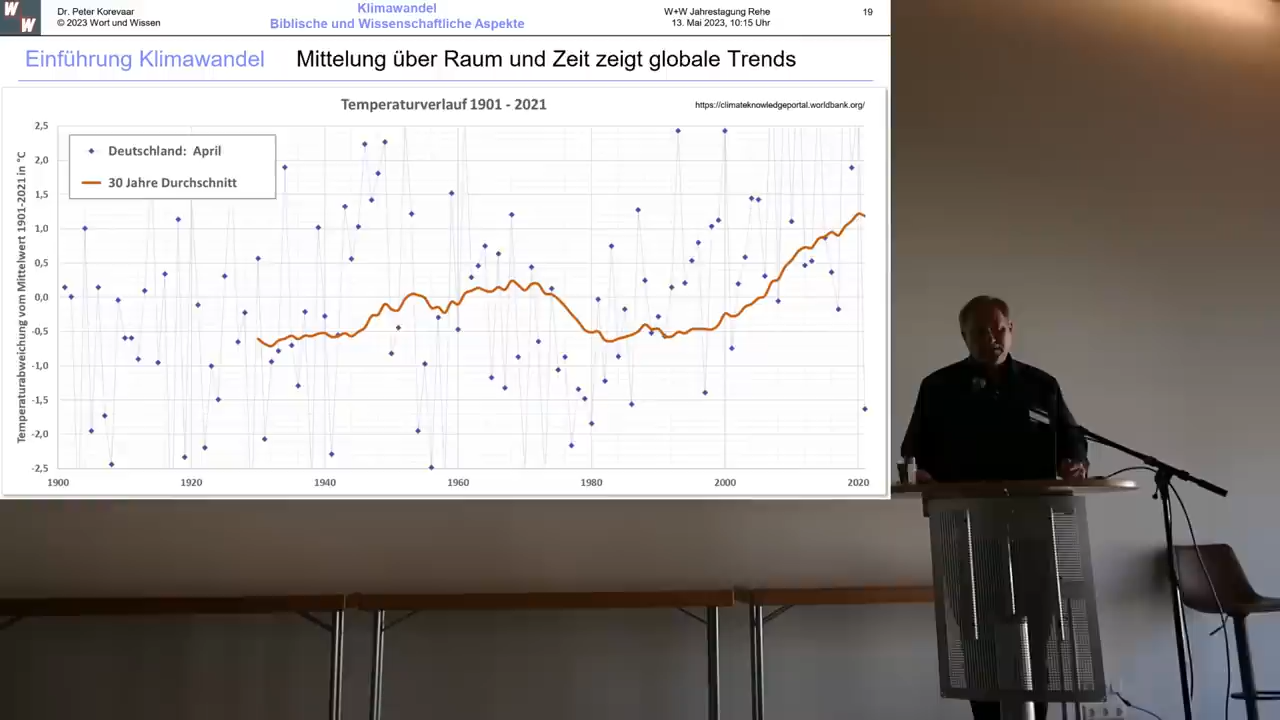 W
W
Dr. Peter Korevaar
© 2023 Wort und Wissen
Klimawandel
Biblische und Wissenschaftliche Aspekte
W+W Jahrestagung Rehe
13. Mai 2023, 10:15 Uhr
19
Einführung Klimawandel Mittelung über Raum und Zeit zeigt globale Trends
Temperaturverlauf 1901 - 2021
https://climateknowledgeportal.worldbank.org/
Temperaturabweichung vom Mittelwert 1901-2021 in °C
Deutschland: April
30 Jahre Durchschnitt
2,5
2,0
1,5
1,0
0,5
0,0
-0,5
-1,0
-1,5
-2,0
-2,5
1900 1920 1940 1960 1980 2000 2020